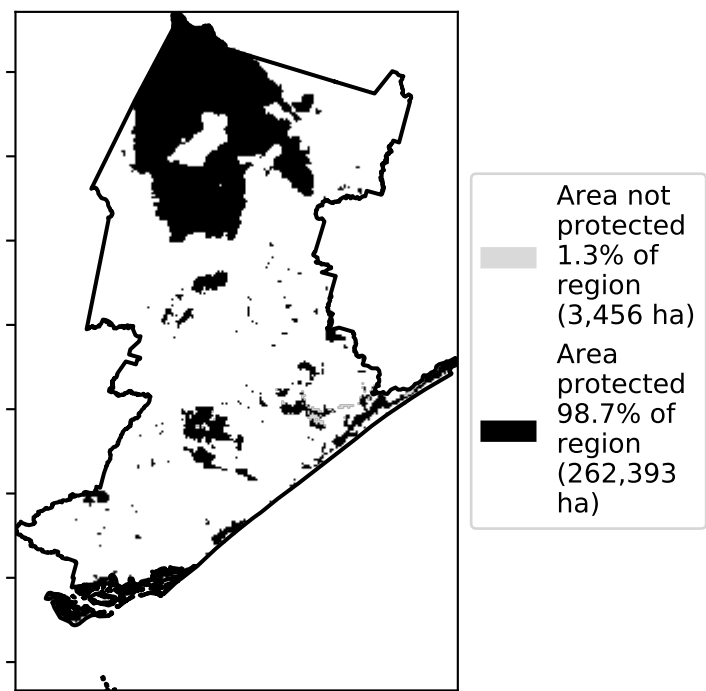 Area not
protected
1.3% of
region
(3,456 ha)
Area
protected
98.7% of
region
(262,393
ha)